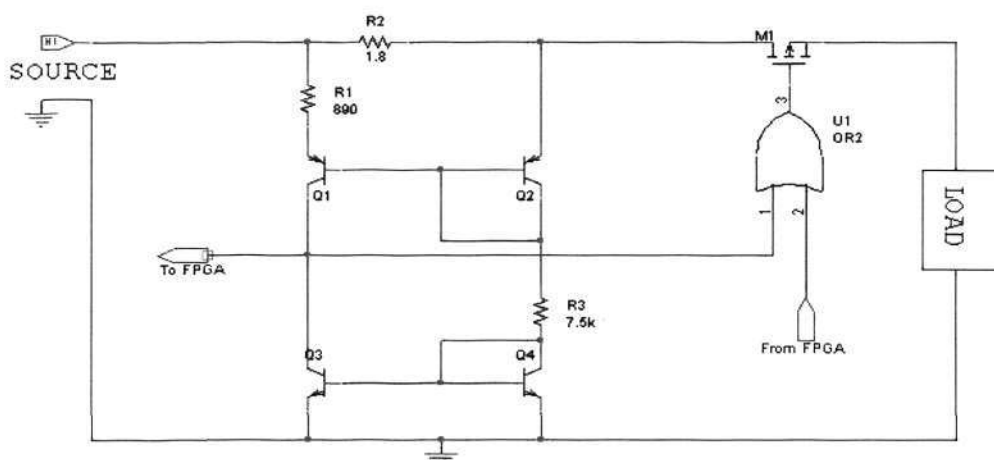 R2
1.8
M1
H1
SOURCE
R1
890
3
U1
OR2
Q1
Q2
1
2
LOAD
To FPGA
R3
7.5k
From FPGA
Q3
Q4